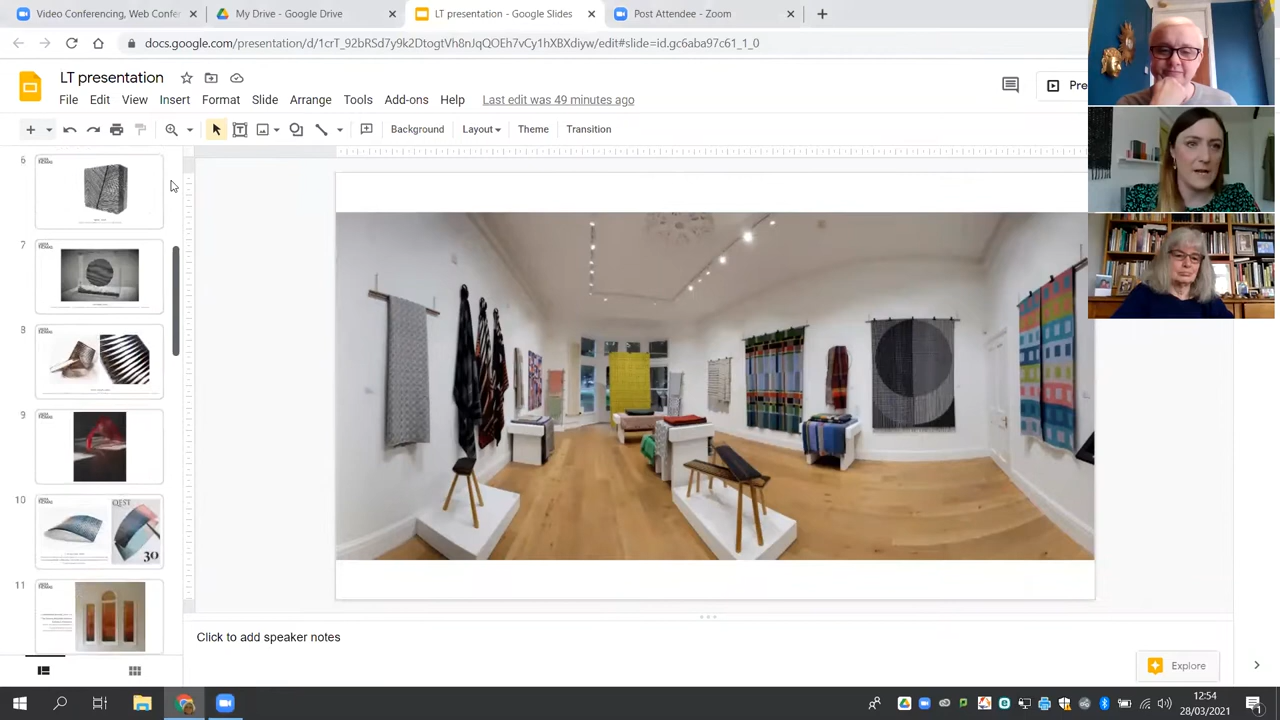 Video Conferencing, Web Confer
My Drive - Google Drive
LT presentation - Google Slides
Post Attendee - Zoom
docs.google.com/presentation/d/1crT_92bRSd7y9k2D1bgtVh8nJqQOEFrvCy1hXBXdiyw/edit#slide=id.gc6aba97c61_1_0
LT presentation
File Edit View Insert Format Slide Arrange Tools Add-ons Help Last edit was 49 minutes ago
Pre
Background Layout Theme Transition
6
7
8
9
10
QEST
30
11
Click to add speaker notes
Explore
12:54
28/03/2021